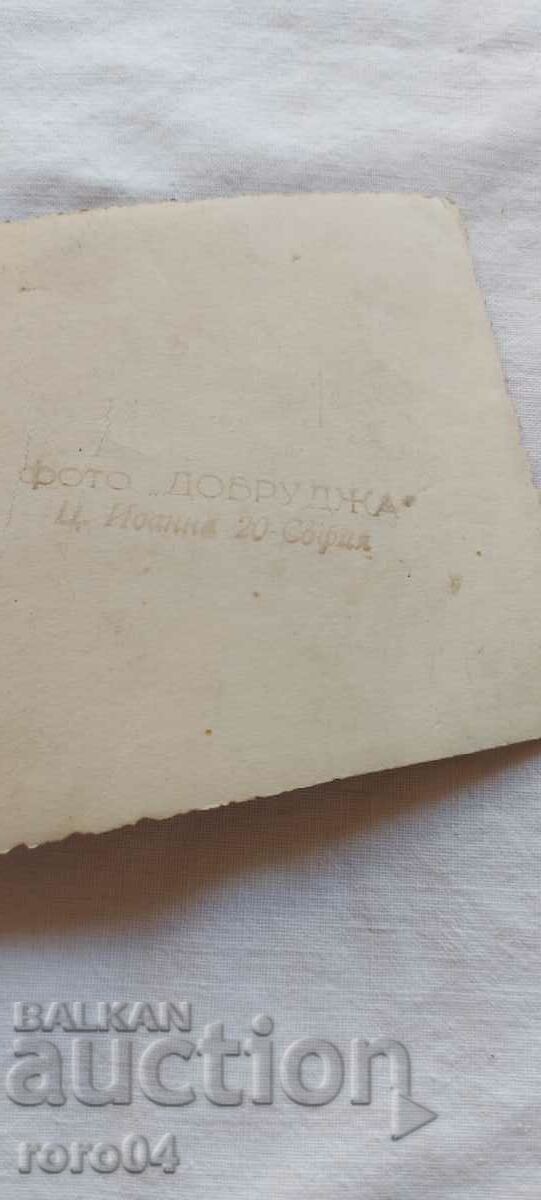 ФОТО „ДОБРУДЖА"
Ц. Иоанна 20-София
BALKAN
auction
roro04